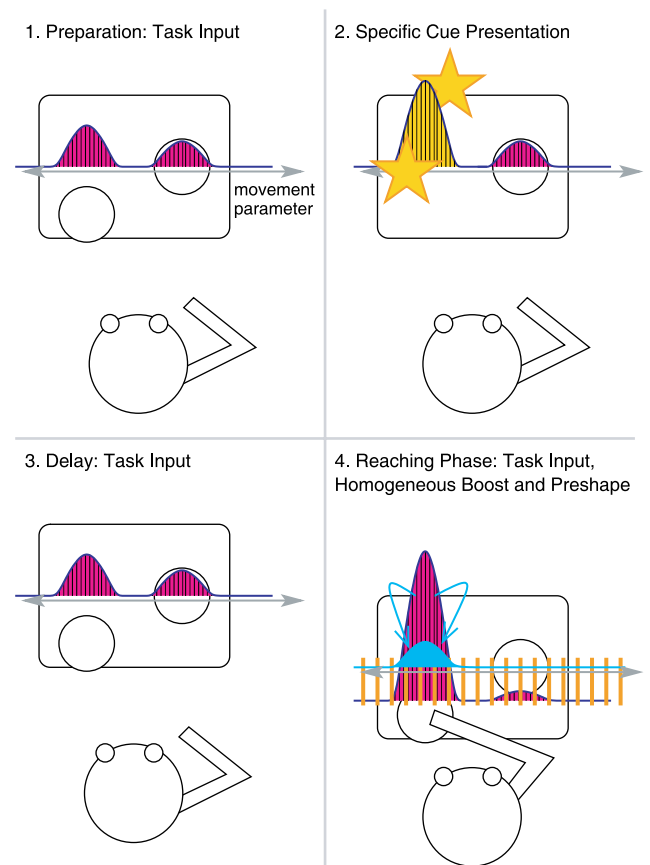 1. Preparation: Task Input
2. Specific Cue Presentation
movement
parameter
3. Delay: Task Input
4. Reaching Phase: Task Input,
Homogeneous Boost and Preshape